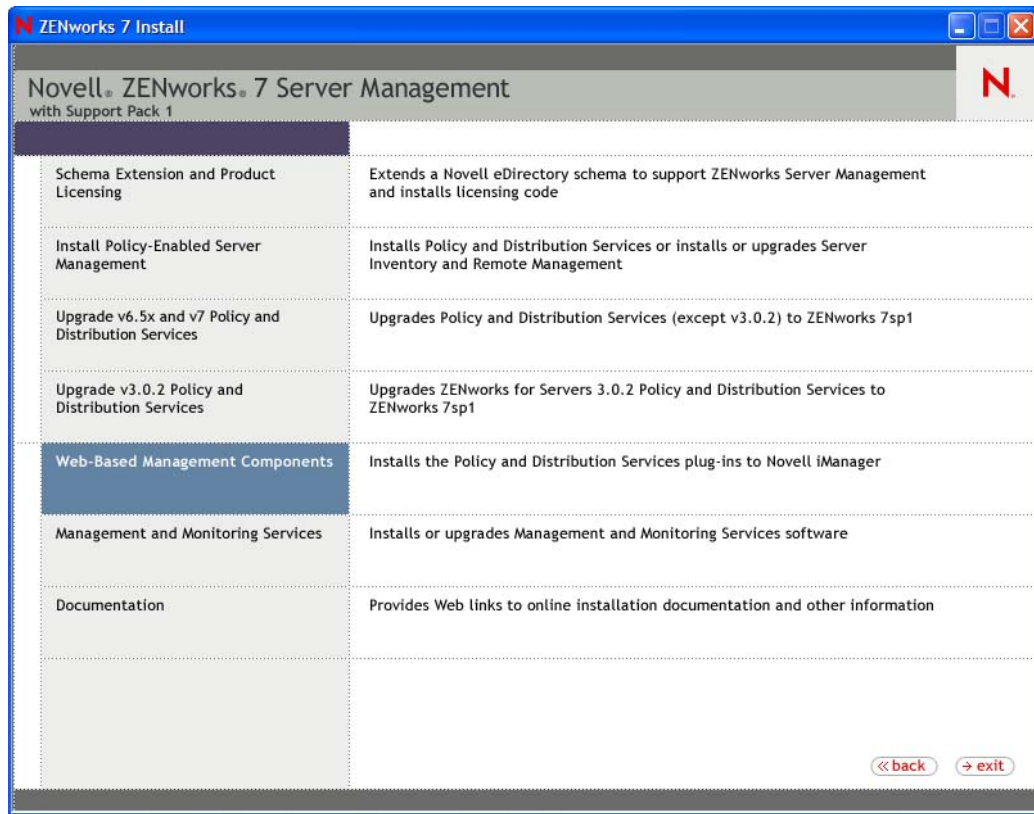 N ZENworks 7 Install
Novell® ZENworks® 7 Server Management
with Support Pack 1
N®
Schema Extension and Product
Licensing
Extends a Novell eDirectory schema to support ZENworks Server Management
and installs licensing code
Install Policy-Enabled Server
Management
Installs Policy and Distribution Services or installs or upgrades Server
Inventory and Remote Management
Upgrade v6.5x and v7 Policy and
Distribution Services
Upgrades Policy and Distribution Services (except v3.0.2) to ZENworks 7sp1
Upgrade v3.0.2 Policy and
Distribution Services
Upgrades ZENworks for Servers 3.0.2 Policy and Distribution Services to
ZENworks 7sp1
Web-Based Management Components
Installs the Policy and Distribution Services plug-ins to Novell iManager
Management and Monitoring Services
Installs or upgrades Management and Monitoring Services software
Documentation
Provides Web links to online installation documentation and other information
« back
→ exit